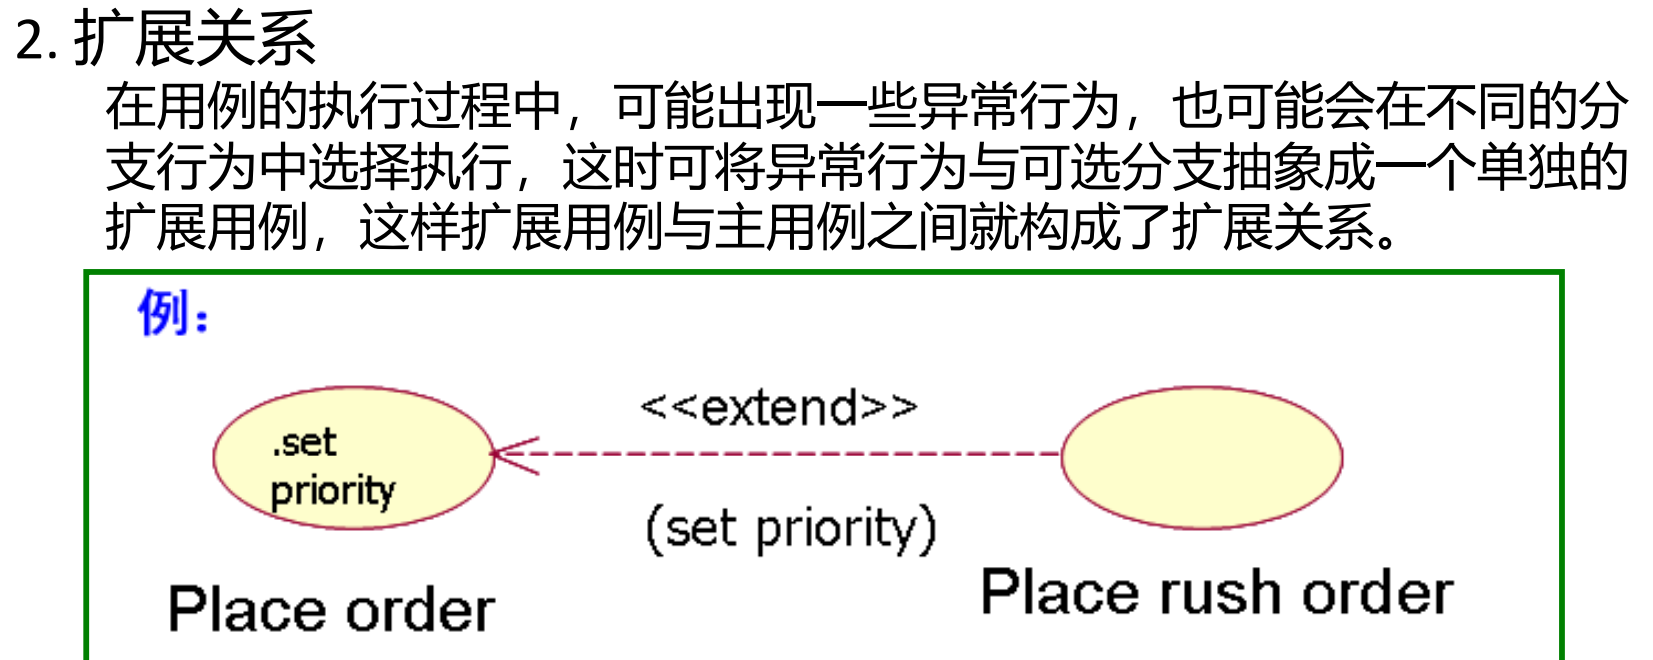 2. 扩展关系
在用例的执行过程中，可能出现一些异常行为，也可能会在不同的分
支行为中选择执行，这时可将异常行为与可选分支抽象成一个单独的
扩展用例，这样扩展用例与主用例之间就构成了扩展关系。
例：
<<extend>>
.set
priority
(set priority)
Place order
Place rush order